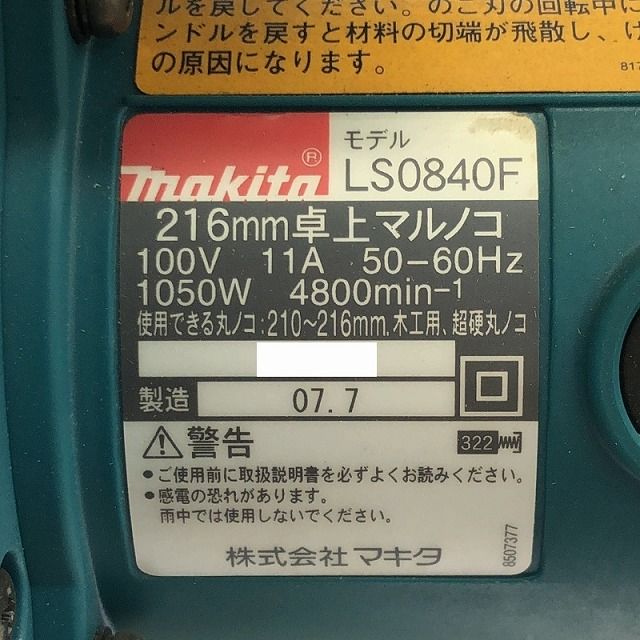 ルを戻してください。のこ刃の回転中に
ンドルを戻すと材料の切端が飛散し、け
の原因になります。
817
makita®
モデル
LS0840F
216mm卓上マルノコ
100V 11A 50-60Hz
1050W 4800min-1
使用できる丸ノコ:210~216mm.木工用、超硬丸ノコ
製造 07.7
警告
322
●ご使用前に取扱説明書を必ずよくお読みください。
●感電の恐れがあります。
雨中では使用しないでください。
株式会社マキタ
8507377